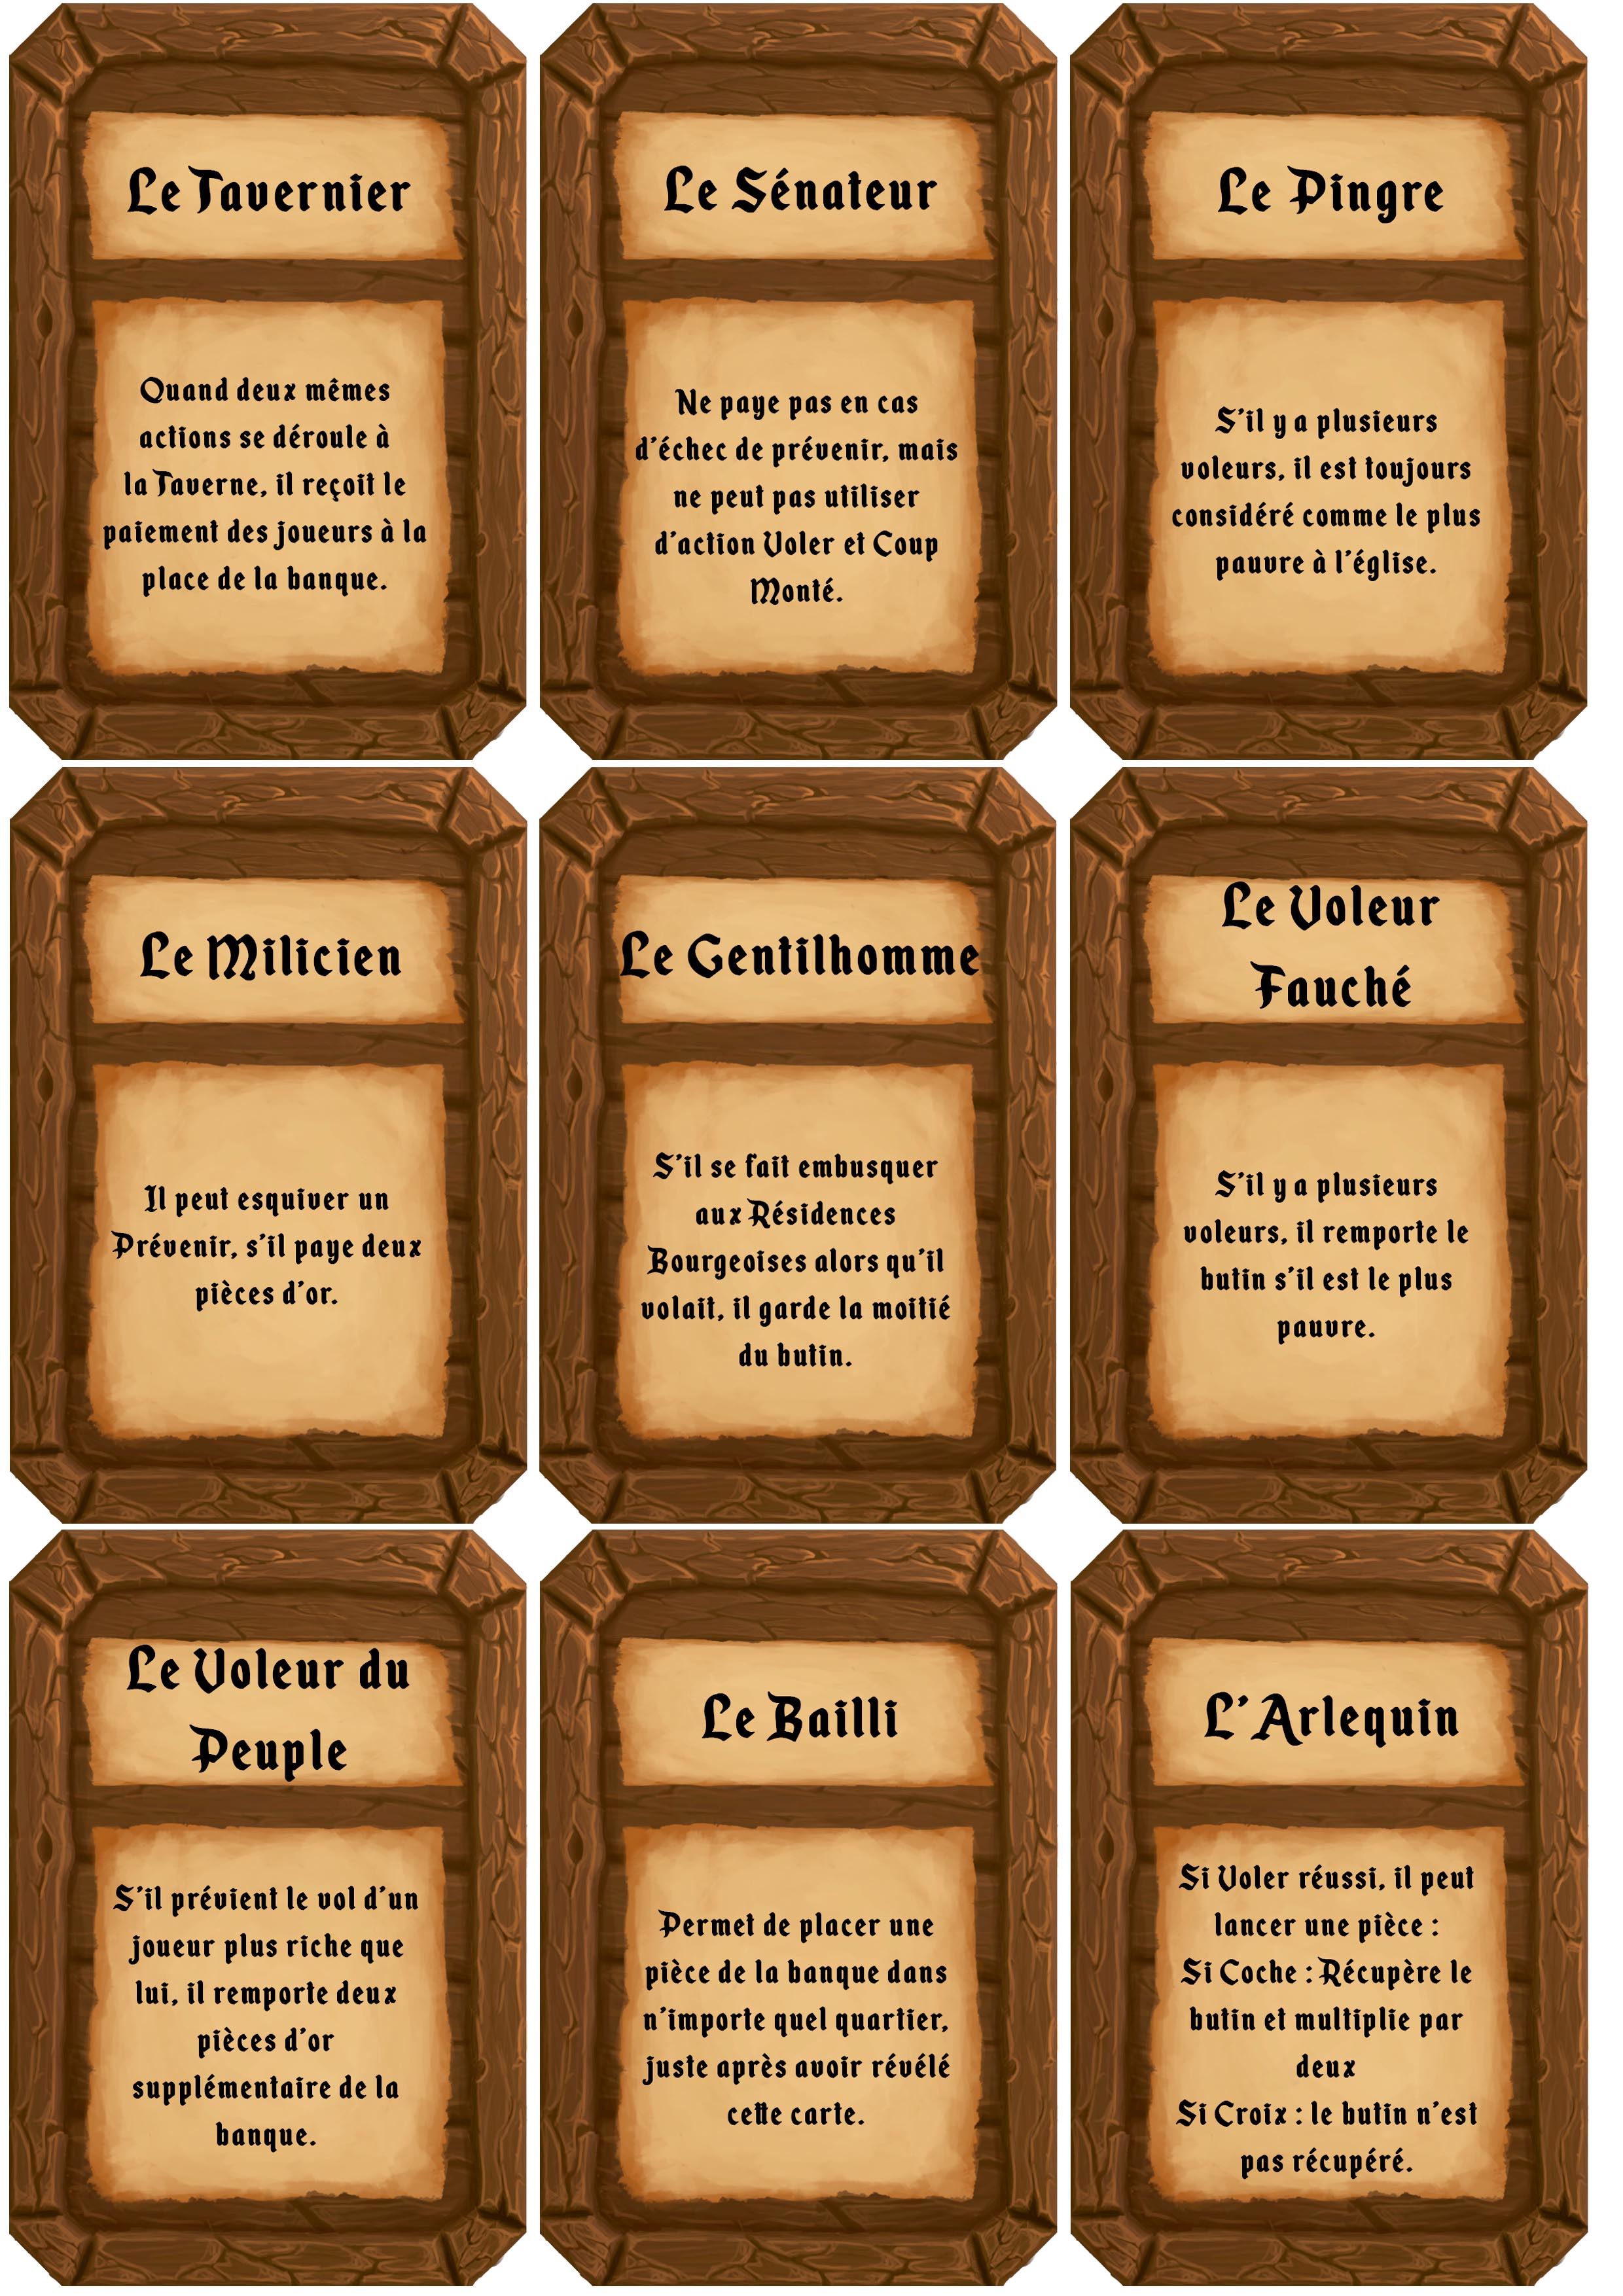 Le Tavernier
Quand deux mêmes
actions se déroule à
la Taverne, il reçoit le
paiement des joueurs à la
place de la banque.
Le Sénateur
Ne paye pas en cas
d'échec de prévenir, mais
ne peut pas utiliser
d'action Voler et Coup
Monté.
Le Pingre
S'il y a plusieurs
voleurs, il est toujours
considéré comme le plus
pauvre à l'église.
Le Milicien
Il peut esquiver un
Prévenir, s'il paye deux
pièces d'or.
Le Gentilhomme
S'il se fait embusquer
aux Résidences
Bourgeoises alors qu'il
volait, il garde la moitié
du butin.
Le Voleur
Fauché
S'il y a plusieurs
voleurs, il remporte le
butin s'il est le plus
pauvre.
Le Voleur du
Peuple
S'il prévient le vol d'un
joueur plus riche que
lui, il remporte deux
pièces d'or
supplémentaire de la
banque.
Le Bailli
Permet de placer une
pièce de la banque dans
n'importe quel quartier,
juste après avoir révélé
cette carte.
L'Arlequin
Si Voler réussi, il peut
lancer une pièce :
Si Coche : Récupère le
butin et multiplie par
deux
Si Croix : le butin n'est
pas récupéré.